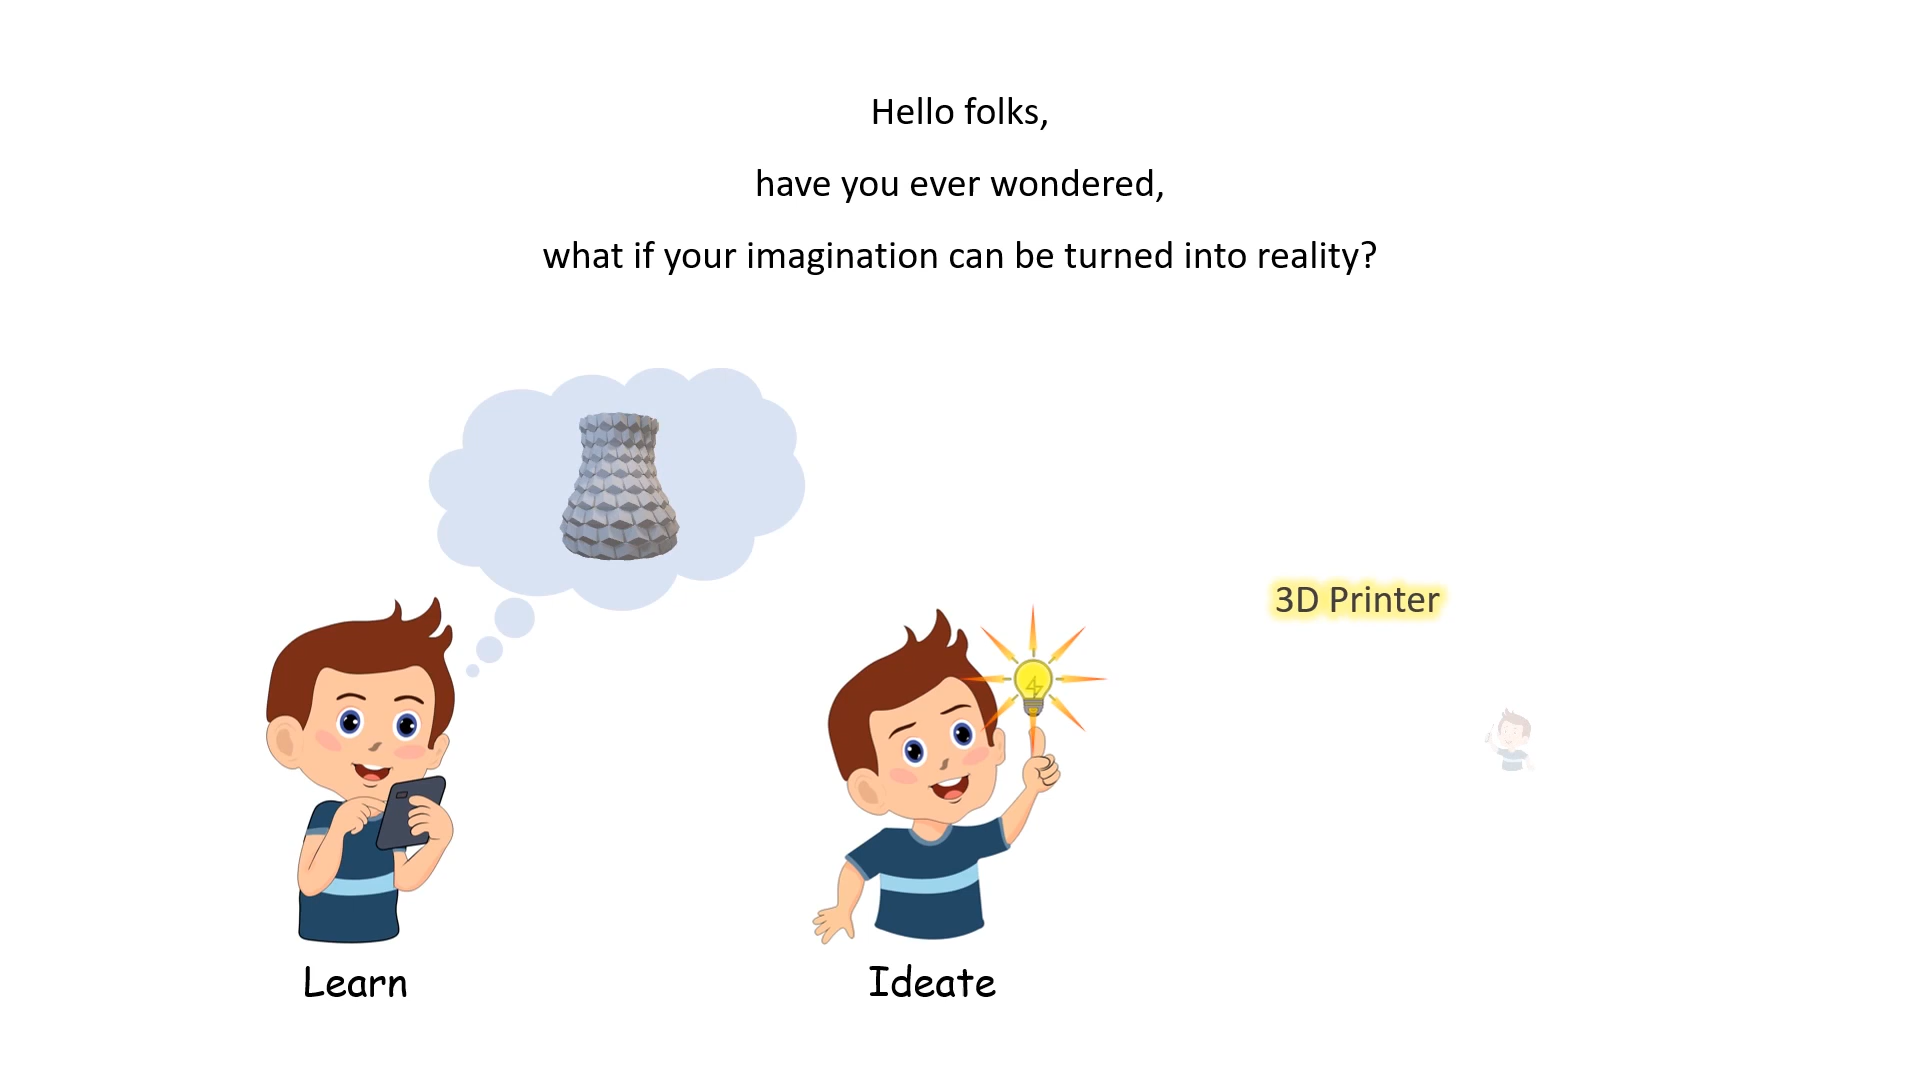 Hello folks,
have you ever wondered,
what if your imagination can be turned into reality?
3D Printer
Learn
Ideate